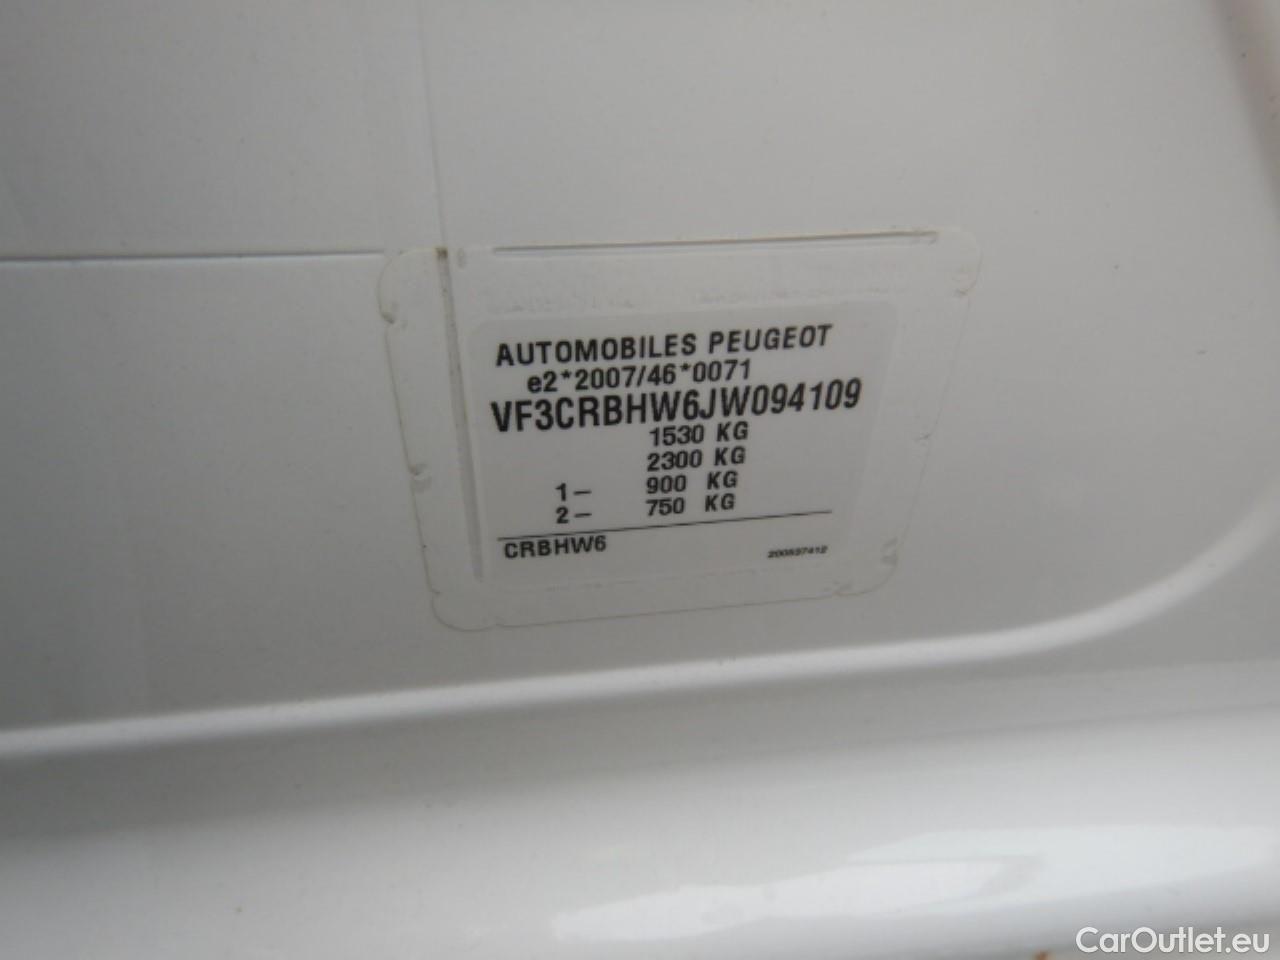 AUTOMOBILES PEUGEOT
e2*2007/46*0071
VF3CRBHW6JW094109
1530 KG
2300 KG
1– 900 KG
2– 750 KG
CRBHW6
CarOutlet.eu